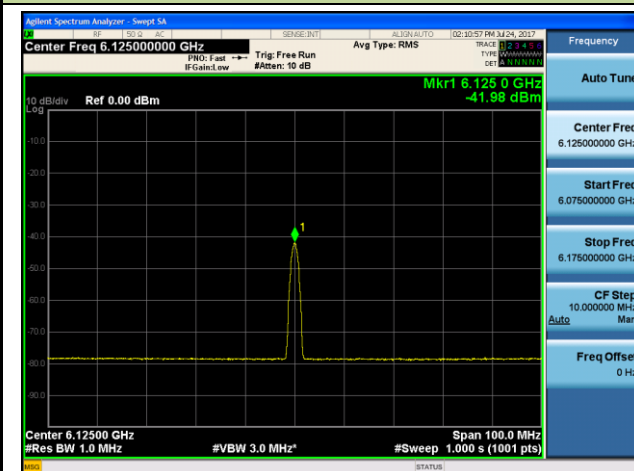 Agilent Spectrum Analyzer - Swept SA
RF 50 Ω AC SENSE:INT ALIGN AUTO 02:10:57 PM Jul 24, 2017
Center Freq 6.125000000 GHz
PNO: Fast
IFGain:Low
Trig: Free Run
#Atten: 10 dB
Avg Type: RMS
TRACE 1 2 3 4 5 6
TYPE
DET A N N N N N
Mkr1 6.125 0 GHz
-41.98 dBm
10 dB/div Ref 0.00 dBm
Log
-10.0
-20.0
-30.0
-40.0
-50.0
-60.0
-70.0
-80.0
-90.0
1
Center 6.12500 GHz Span 100.0 MHz
#Res BW 1.0 MHz #VBW 3.0 MHz* #Sweep 1.000 s (1001 pts)
MSG STATUS
Frequency
Auto Tune
Center Freq
6.125000000 GHz
Start Freq
6.075000000 GHz
Stop Freq
6.175000000 GHz
CF Step
10.000000 MHz
Auto Man
Freq Offset
0 Hz